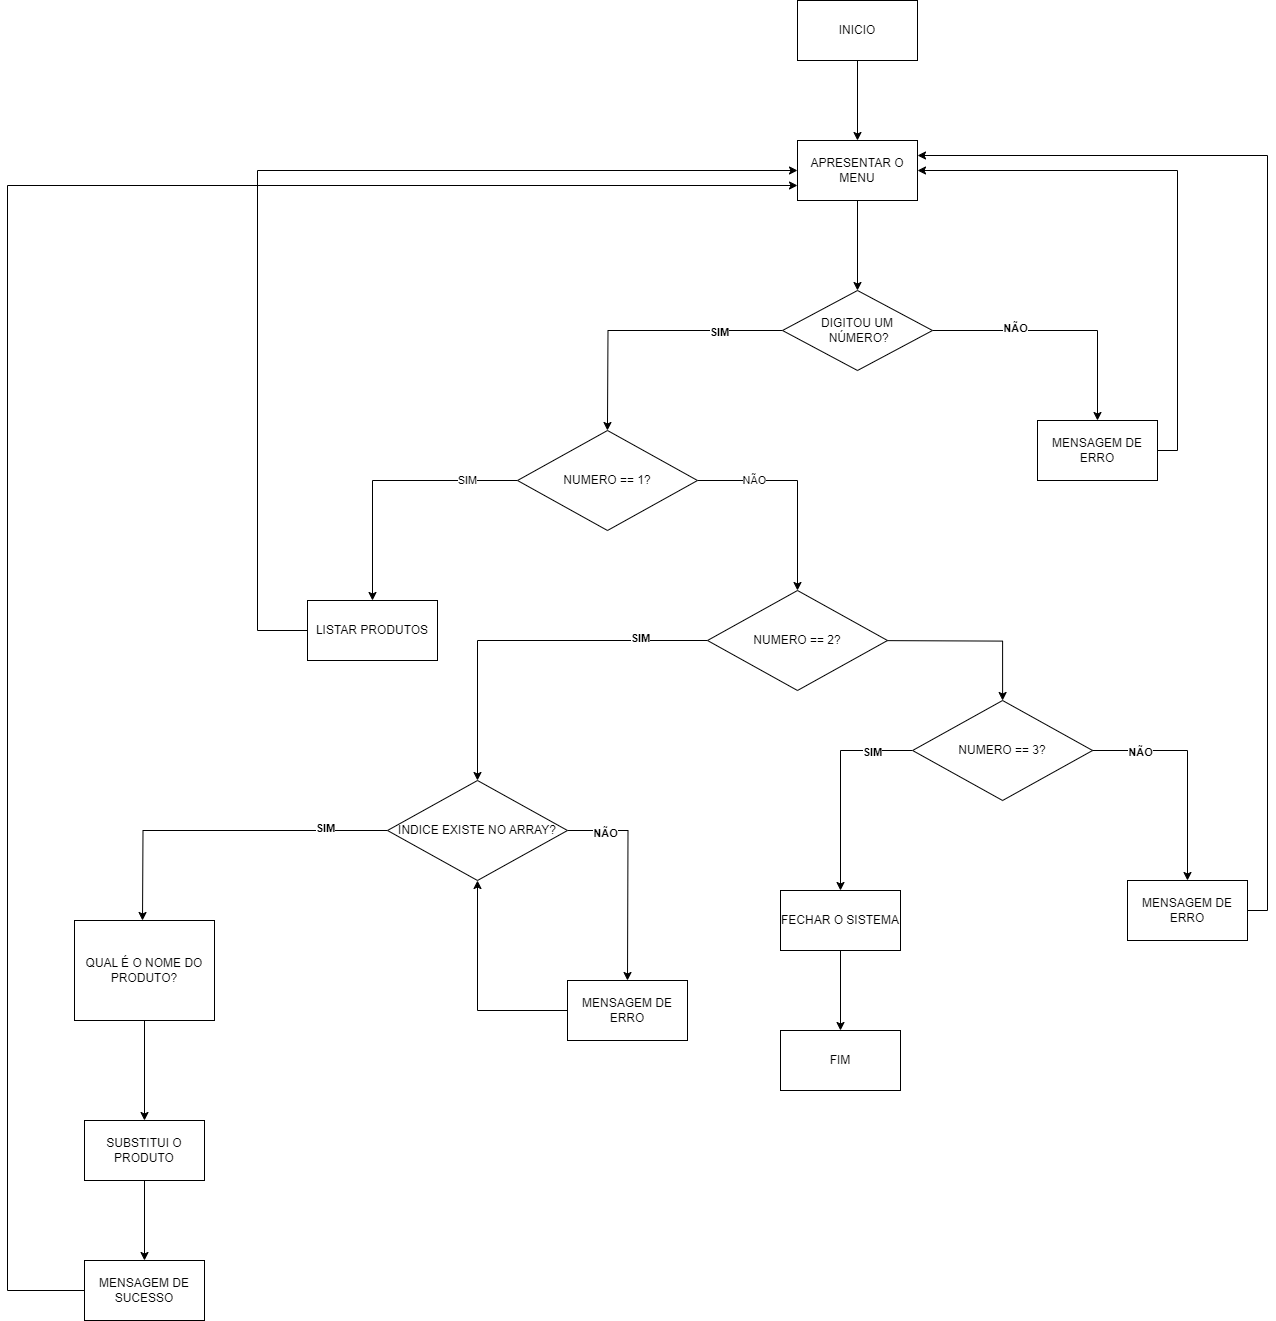 INICIO
APRESENTAR O
MENU
DIGITOU UM
NÚMERO?
SIM
NÃO
MENSAGEM DE
ERRO
NUMERO == 1?
SIM
NÃO
LISTAR PRODUTOS
NUMERO == 2?
SIM
NUMERO == 3?
SIM
NÃO
INDICE EXISTE NO ARRAY?
SIM
NÃO
FECHAR O SISTEMA
MENSAGEM DE
ERRO
QUAL É O NOME DO
PRODUTO?
MENSAGEM DE
ERRO
FIM
SUBSTITUI O
PRODUTO
MENSAGEM DE
SUCESSO